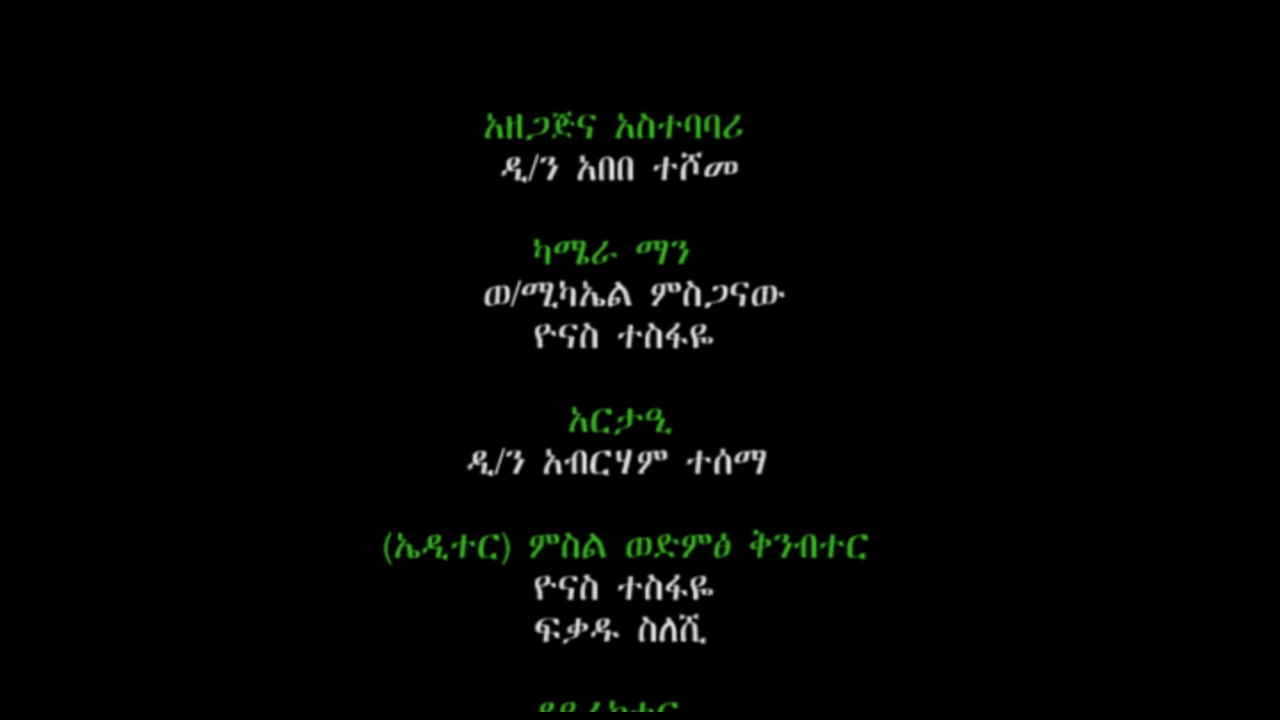 አዘጋጅና አስተባባሪ
ዲ/ን አበበ ተሾመ
ካሜራ ማን
ወ/ሚካኤል ምስጋናው
ዮናስ ተስፋዬ
አርታዒ
ዲ/ን አብርሃም ተሰማ
(ኤዲተር) ምስል ወድምፅ ቅንብተር
ዮናስ ተስፋዬ
ፍቃዱ ስለሺ